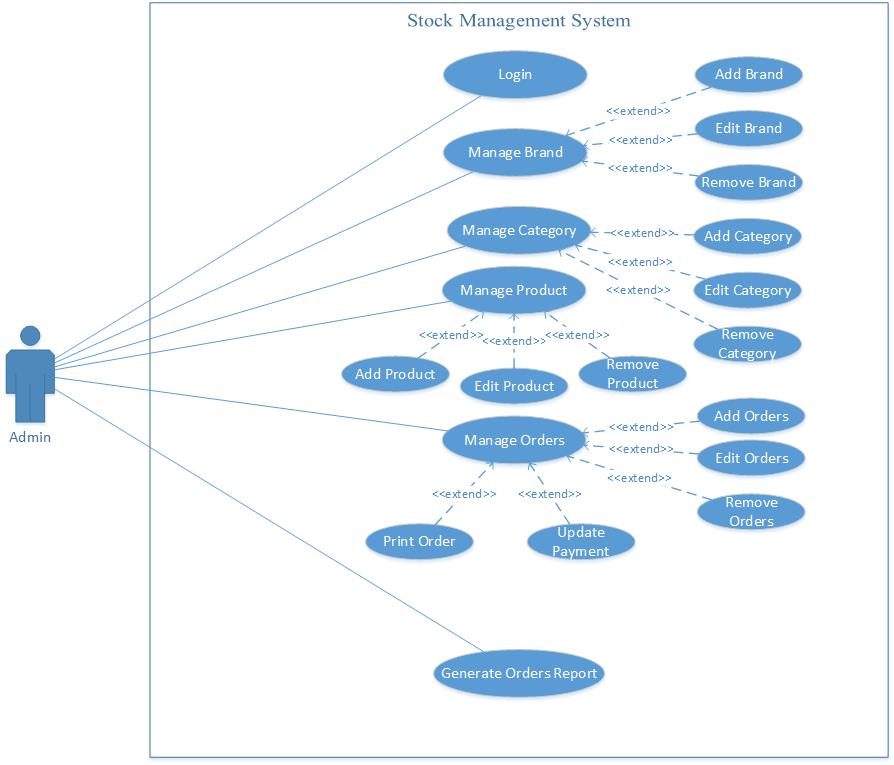 Stock Management System
Login
Add Brand
<<extend>>
Edit Brand
<<extend>>
Manage Brand
<<extend>>
Remove Brand
Manage Category
<<extend>>
Add Category
<<extend>>
Edit Category
Manage Product
<<extend>>
Remove
Category
<<extend>>
<<extend>>
<<extend>>
Add Product
Edit Product
Remove
Product
Admin
Manage Orders
<<extend>>
Add Orders
<<extend>>
Edit Orders
<<extend>>
Remove
Orders
<<extend>>
<<extend>>
Print Order
Update
Payment
Generate Orders Report